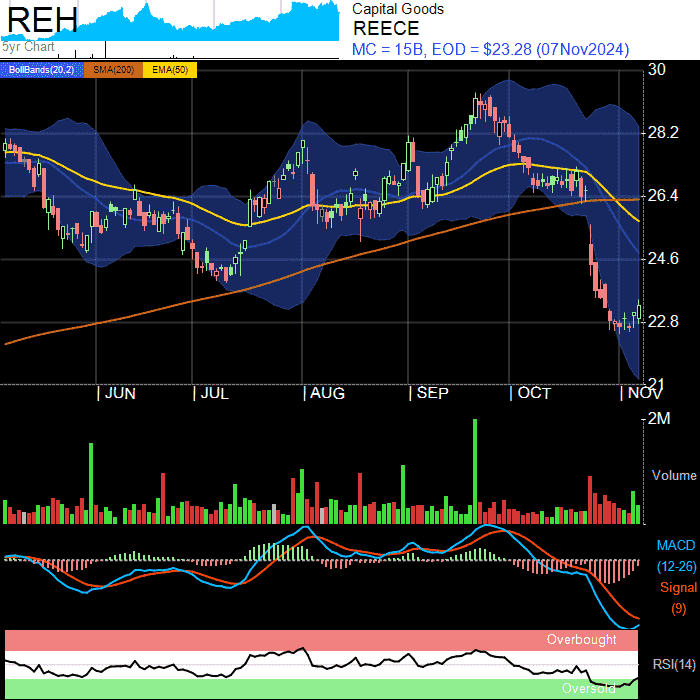 REH
5yr Chart
Capital Goods
REECE
MC = 15B, EOD = $23.28 (07Nov2024)
BollBands(20,2) SMA(200) EMA(50)
30
28.2
26.4
24.6
22.8
21
JUN JUL AUG SEP OCT NOV
2M
Volume
MACD
(12-26)
Signal
(9)
Overbought
RSI(14)
Oversold